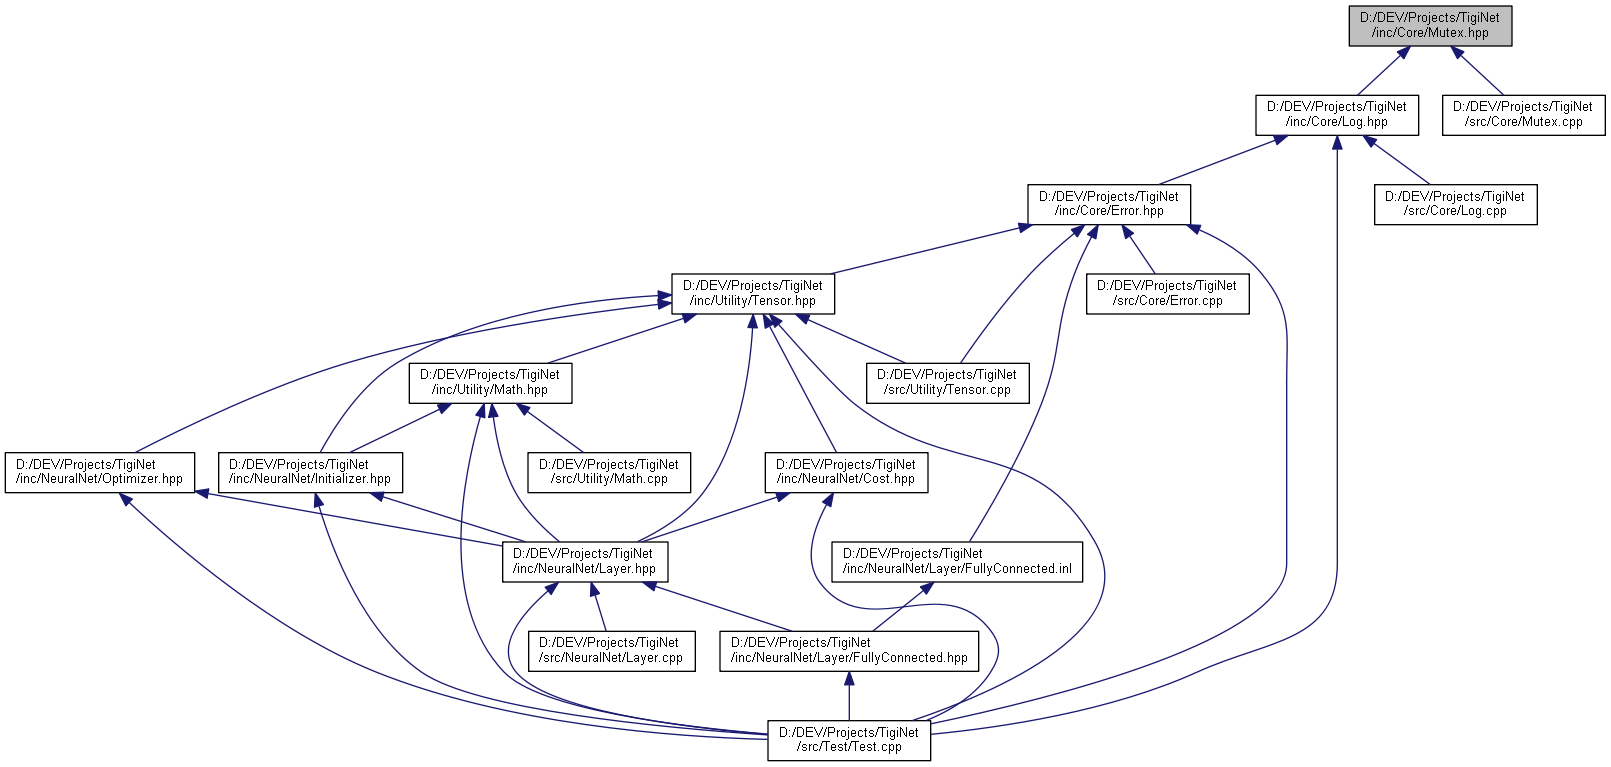 D:/DEV/Projects/TigiNet
/inc/Core/Mutex.hpp
D:/DEV/Projects/TigiNet
/inc/Core/Log.hpp
D:/DEV/Projects/TigiNet
/src/Core/Mutex.cpp
D:/DEV/Projects/TigiNet
/inc/Core/Error.hpp
D:/DEV/Projects/TigiNet
/src/Core/Log.cpp
D:/DEV/Projects/TigiNet
/inc/Utility/Tensor.hpp
D:/DEV/Projects/TigiNet
/src/Core/Error.cpp
D:/DEV/Projects/TigiNet
/inc/Utility/Math.hpp
D:/DEV/Projects/TigiNet
/src/Utility/Tensor.cpp
D:/DEV/Projects/TigiNet
/inc/NeuralNet/Optimizer.hpp
D:/DEV/Projects/TigiNet
/inc/NeuralNet/Initializer.hpp
D:/DEV/Projects/TigiNet
/src/Utility/Math.cpp
D:/DEV/Projects/TigiNet
/inc/NeuralNet/Cost.hpp
D:/DEV/Projects/TigiNet
/inc/NeuralNet/Layer.hpp
D:/DEV/Projects/TigiNet
/inc/NeuralNet/Layer/FullyConnected.inl
D:/DEV/Projects/TigiNet
/src/NeuralNet/Layer.cpp
D:/DEV/Projects/TigiNet
/inc/NeuralNet/Layer/FullyConnected.hpp
D:/DEV/Projects/TigiNet
/src/Test/Test.cpp